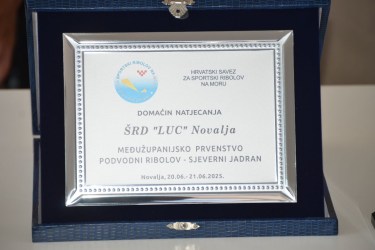 HRVATSKI SAVEZ
ZA SPORTSKI RIBOLOV
NA MORU
DOMAĆIN NATJECANJA
ŠRD "LUC" Novalja
MEĐUŽUPANIJSKO PRVENSTVO
PODVODNI RIBOLOV - SJEVERNI JADRAN
Novalja, 20.06.- 21.06.2025.